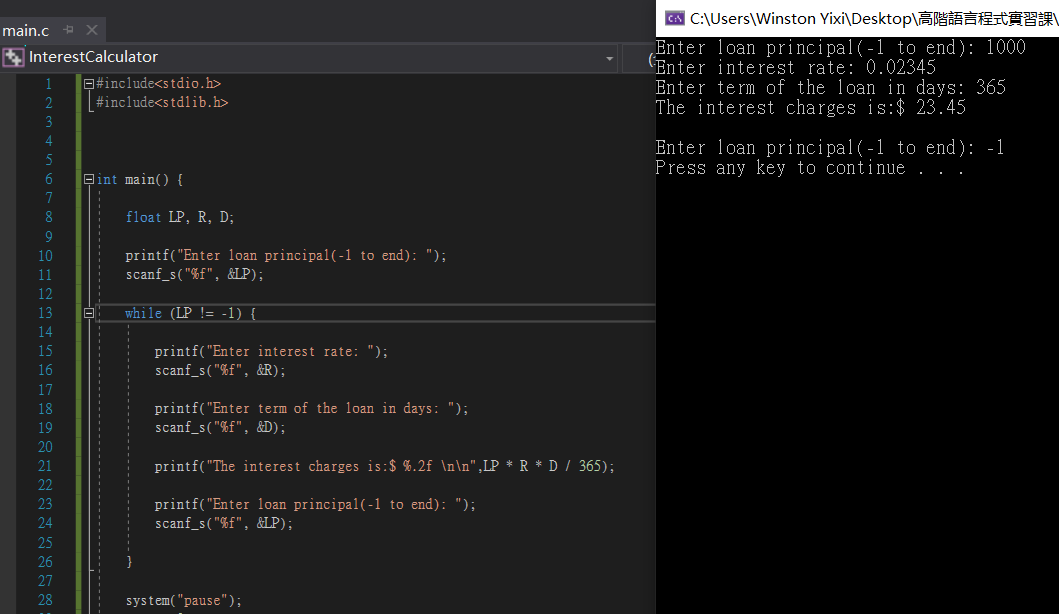 main.c
InterestCalculator
1 #include<stdio.h>
2 #include<stdlib.h>
3
4
5
6 int main() {
7
8 float LP, R, D;
9
10 printf("Enter loan principal(-1 to end): ");
11 scanf_s("%f", &LP);
12
13 while (LP != -1) {
14
15 printf("Enter interest rate: ");
16 scanf_s("%f", &R);
17
18 printf("Enter term of the loan in days: ");
19 scanf_s("%f", &D);
20
21 printf("The interest charges is:$ %.2f \n\n",LP * R * D / 365);
22
23 printf("Enter loan principal(-1 to end): ");
24 scanf_s("%f", &LP);
25
26 }
27
28 system("pause");
C:\Users\Winston Yixi\Desktop\高階語言程式實習課\
Enter loan principal(-1 to end): 1000
Enter interest rate: 0.02345
Enter term of the loan in days: 365
The interest charges is:$ 23.45
Enter loan principal(-1 to end): -1
Press any key to continue . . .